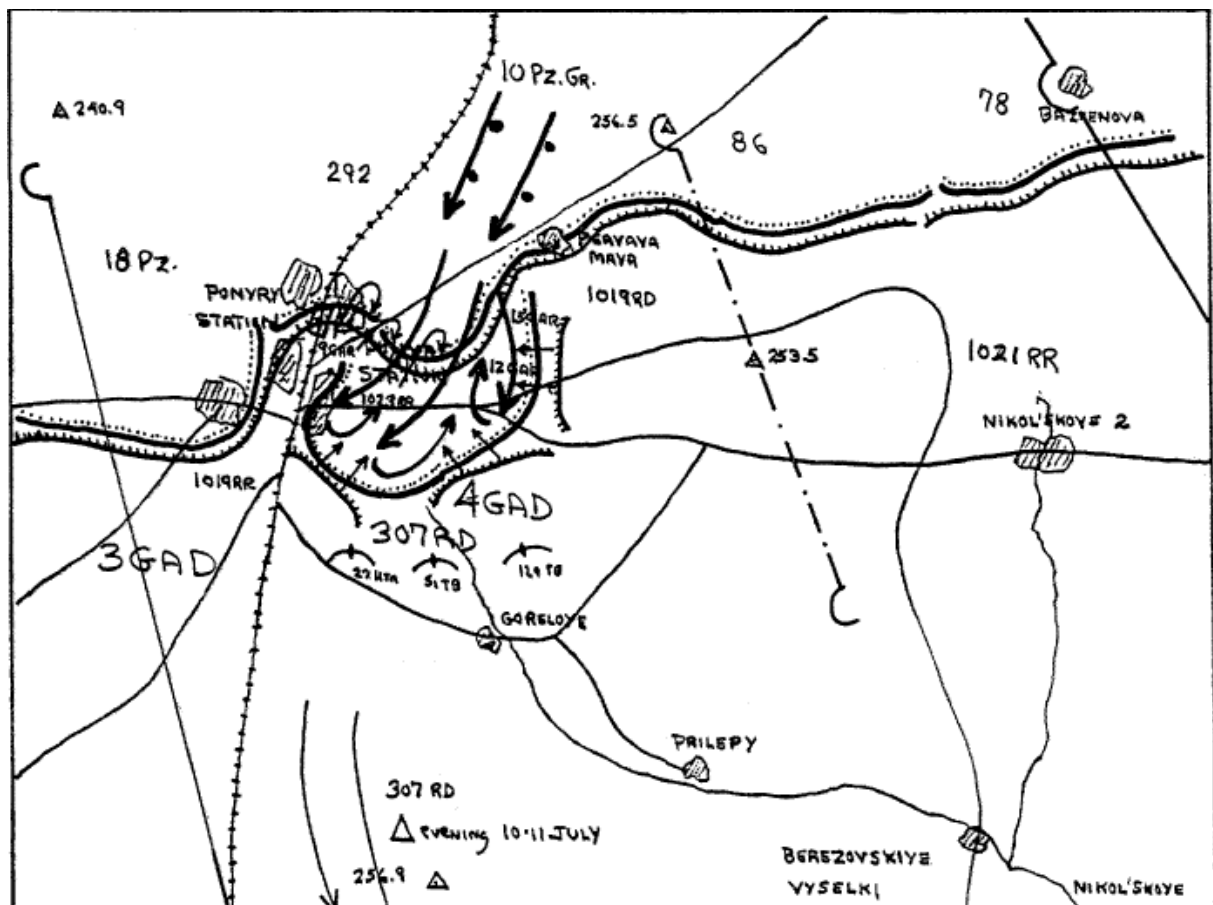 10 PZ.GR.
240.9
256.5
86
78
292
18 PZ.
PONYRY
STATION
MAYA
1019RD
253.5
1021 RR
NIKOL'SKOYE 2
1019RR
4GAD
307RD
3GAD
51TB
129TB
GORELOYE
PRILEPY
307 RD
EVENING 10-11 JULY
256.9
BEREZOVSKIYE
VYSELKI
NIKOL'SKOYE